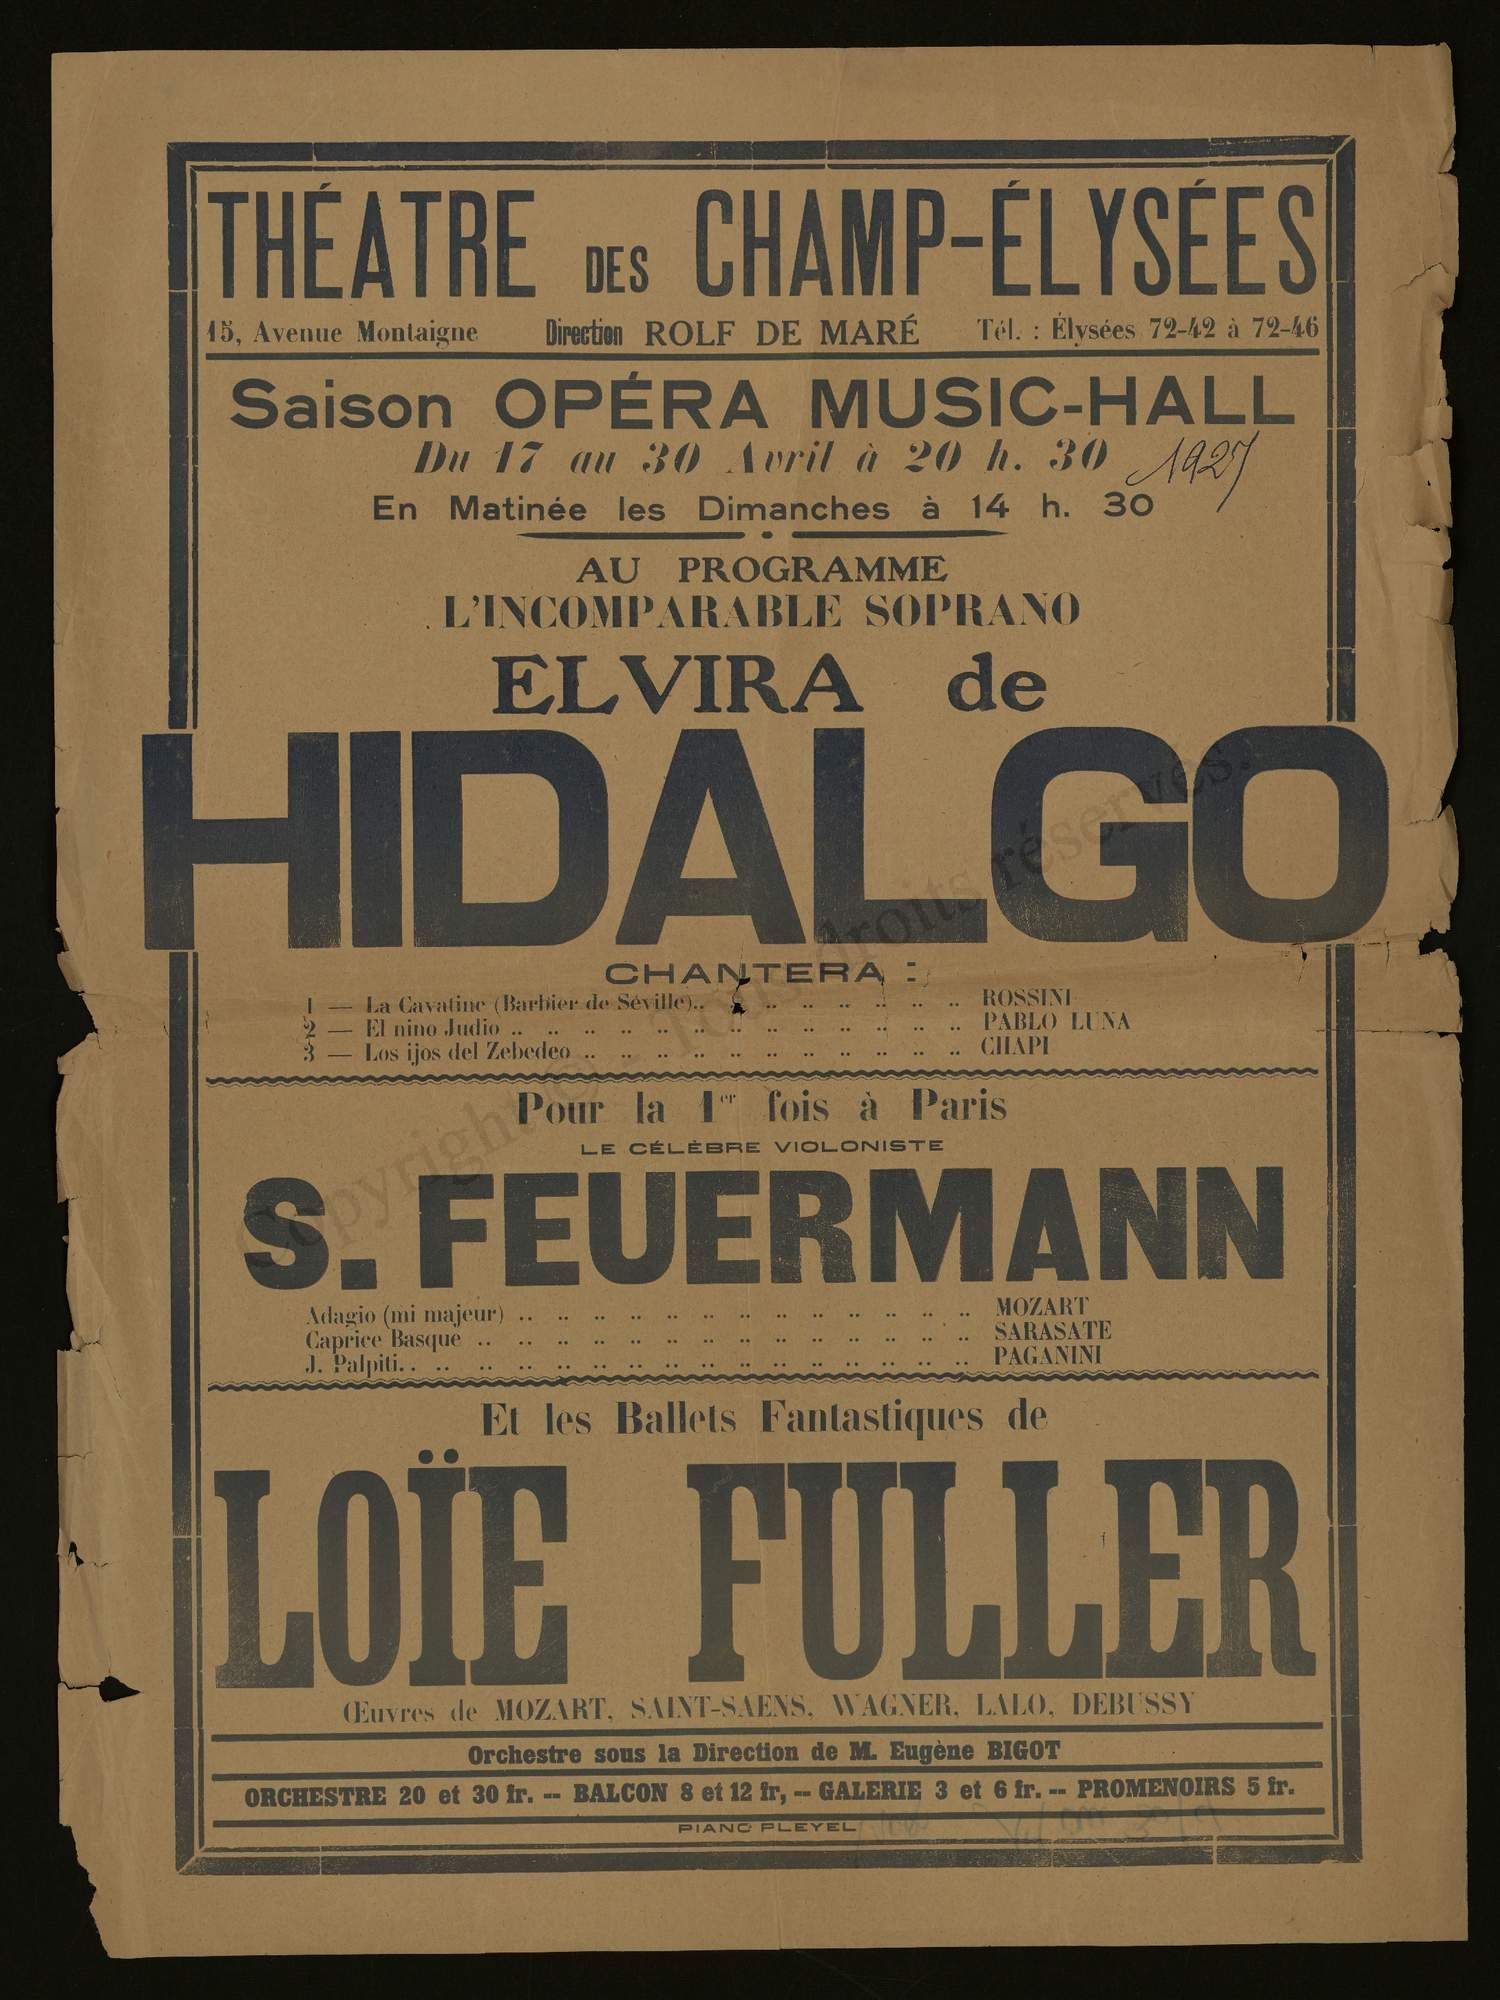 THÉATRE DES CHAMP-ÉLYSÉES
15, Avenue Montaigne Direction ROLF DE MARÉ Tél. : Élysées 72-42 à 72-46
Saison OPÉRA MUSIC-HALL
Du 17 au 30 Avril à 20 h. 30 1927
En Matinée les Dimanches à 14 h. 30
AU PROGRAMME
L'INCOMPARABLE SOPRANO
ELVIRA de
HIDALGO
CHANTERA :
1 — La Cavatine (Barbier de Séville).. .. .. .. .. .. .. .. ROSSINI
2 — El nino Judio .. .. .. .. .. .. .. .. .. .. .. .. .. PABLO LUNA
3 — Los ijos del Zebedeo .. .. .. .. .. .. .. .. .. .. .. CHAPI
Pour la 1er fois à Paris
LE CÉLÈBRE VIOLONISTE
S. FEUERMANN
Adagio (mi majeur) .. .. .. .. .. .. .. .. .. .. .. .. .. MOZART
Caprice Basque .. .. .. .. .. .. .. .. .. .. .. .. .. .. SARASATE
J. Palpiti.. .. .. .. .. .. .. .. .. .. .. .. .. .. .. .. PAGANINI
Et les Ballets Fantastiques de
LOÏE FULLER
Œuvres de MOZART, SAINT-SAENS, WAGNER, LALO, DEBUSSY
Orchestre sous la Direction de M. Eugène BIGOT
ORCHESTRE 20 et 30 fr. -- BALCON 8 et 12 fr, -- GALERIE 3 et 6 fr. -- PROMENOIRS 5 fr.
PIANO PLEYEL
Copyright © - Tous droits réservés.